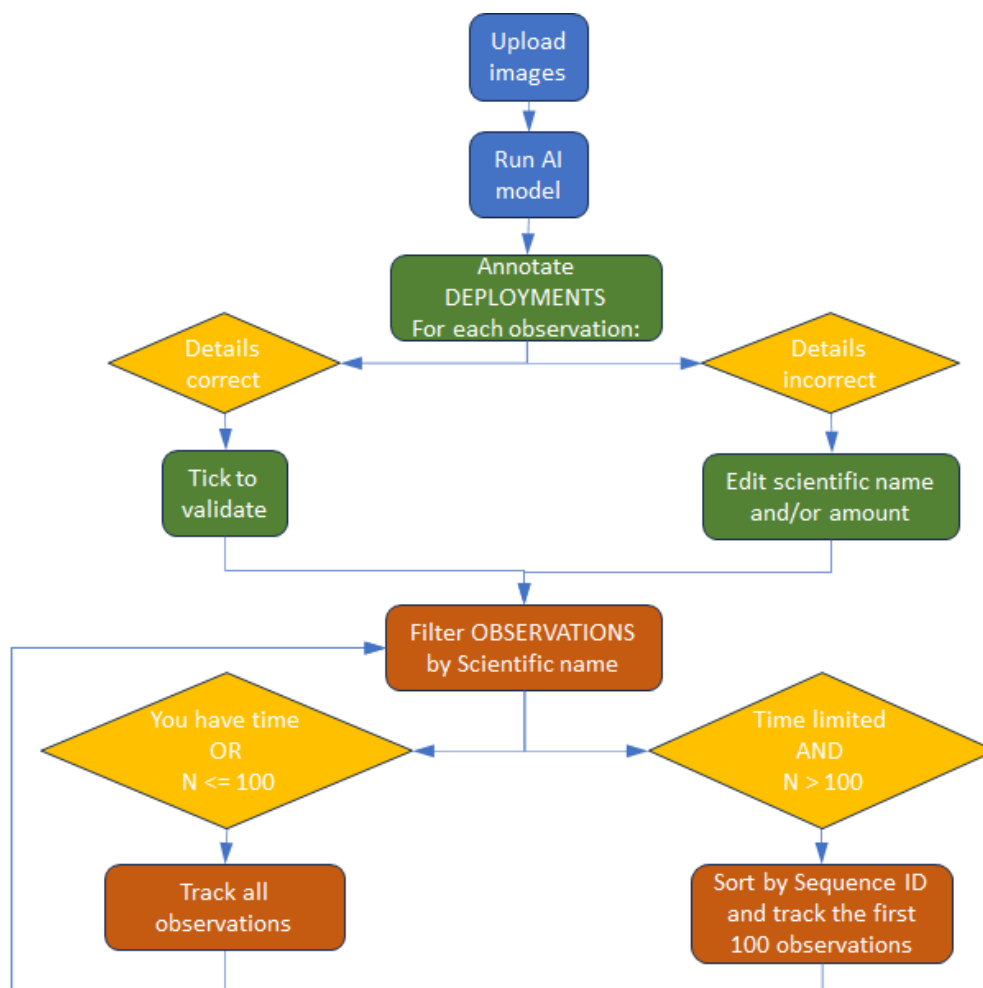 Upload
images
Run AI
model
Annotate
DEPLOYMENTS
For each observation:
Details
correct
Details
incorrect
Tick to
validate
Edit scientific name
and/or amount
Filter OBSERVATIONS
by Scientific name
You have time
OR
N <= 100
Time limited
AND
N > 100
Track all
observations
Sort by Sequence ID
and track the first
100 observations